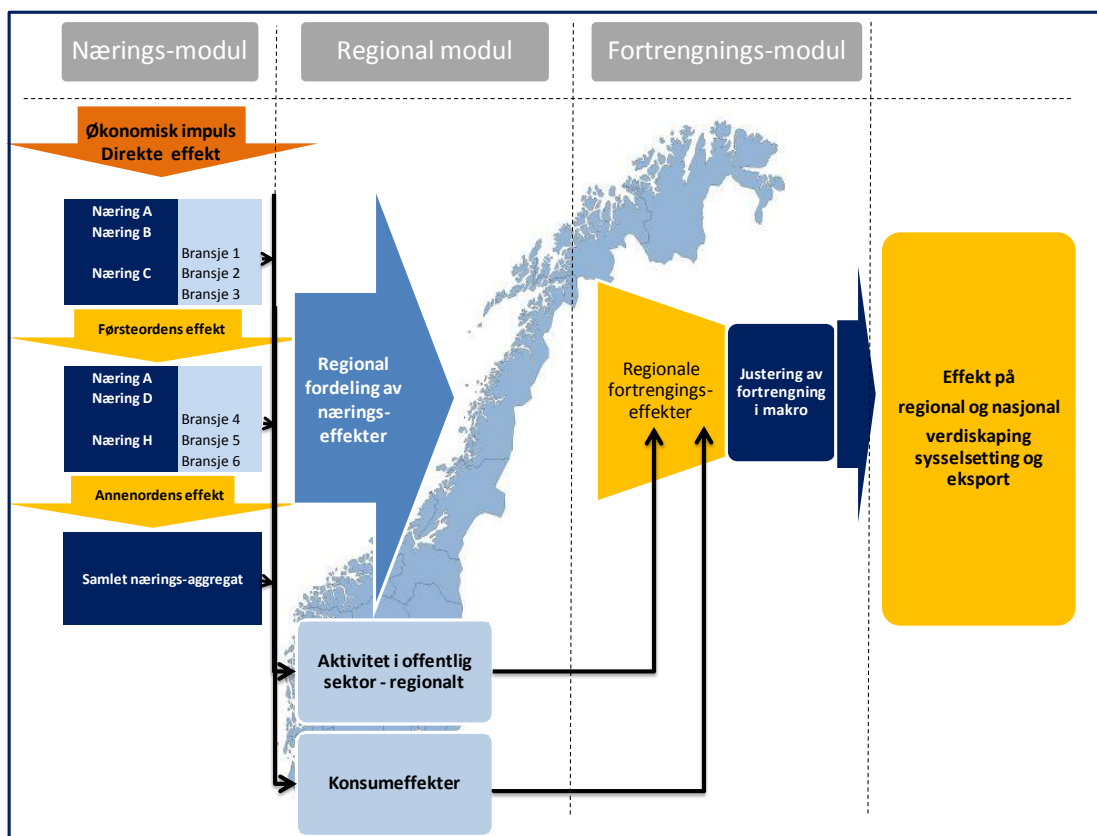 Nærings-modul
Regional modul
Fortrengnings-modul
Økonomisk impuls
Direkte effekt
Næring A
Næring B
Bransje 1
Næring C
Bransje 2
Bransje 3
Førsteordens effekt
Næring A
Næring D
Bransje 4
Næring H
Bransje 5
Bransje 6
Annenordens effekt
Samlet nærings-aggregat
Regional
fordeling av
nærings-
effekter
Aktivitet i offentlig
sektor - regionalt
Konsumeffekter
Regionale
fortrengings-
effekter
Justering av
fortrengning
i makro
Effekt på
regional og nasjonal
verdiskaping
sysselsetting og
eksport